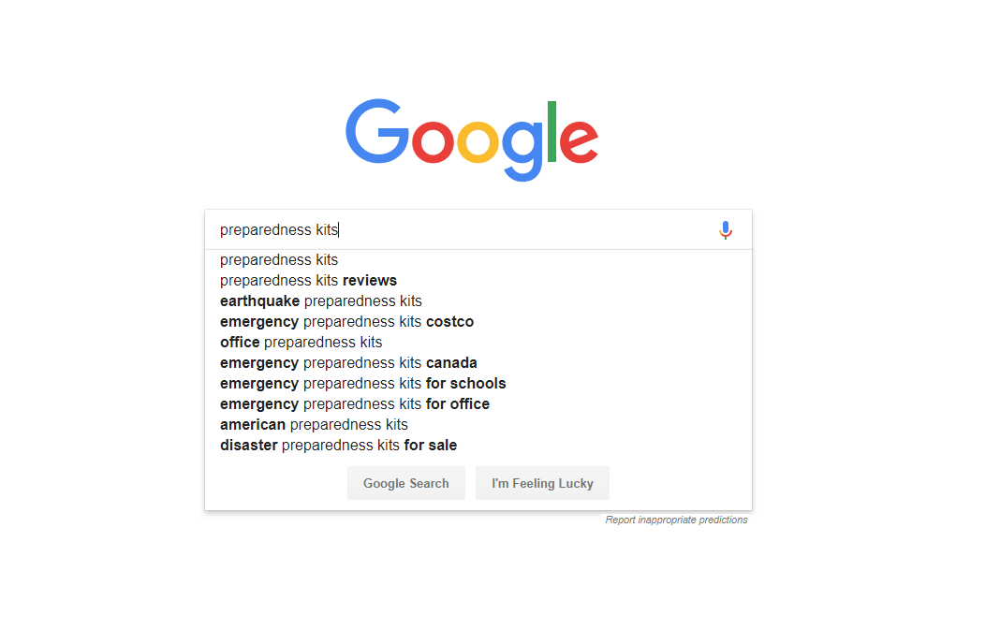 Google
preparedness kits
preparedness kits
preparedness kits reviews
earthquake preparedness kits
emergency preparedness kits costco
office preparedness kits
emergency preparedness kits canada
emergency preparedness kits for schools
emergency preparedness kits for office
american preparedness kits
disaster preparedness kits for sale
Google Search I'm Feeling Lucky
Report inappropriate predictions